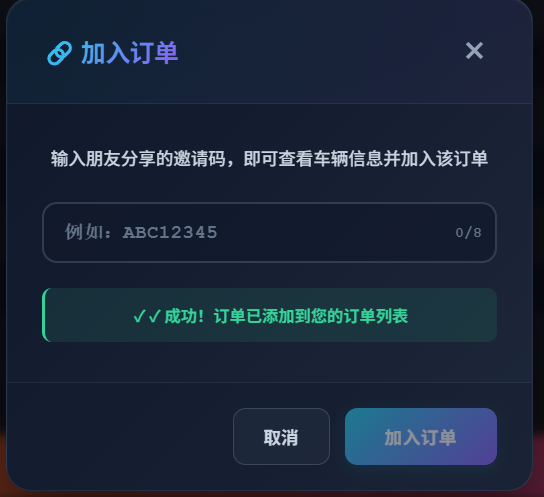 🔗 加入订单
✕
输入朋友分享的邀请码，即可查看车辆信息并加入该订单
例如：ABC12345
0/8
✓✓成功！订单已添加到您的订单列表
取消
加入订单